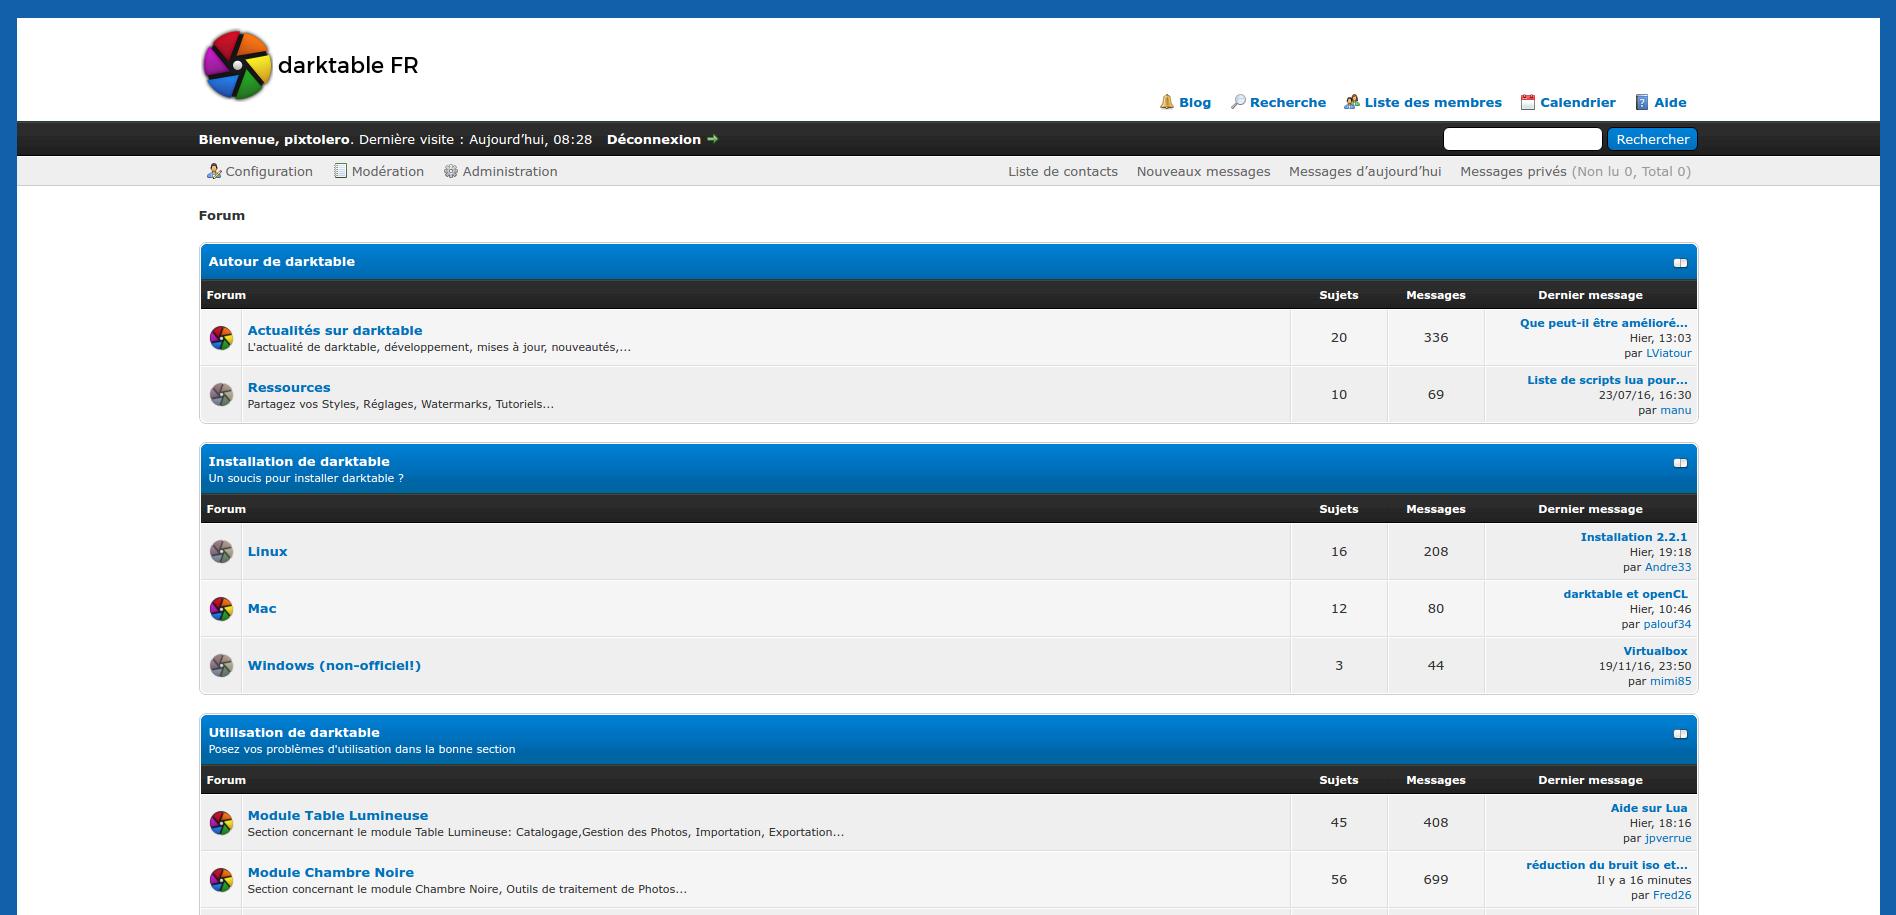 darktable FR
Blog Recherche Liste des membres Calendrier Aide
Bienvenue, pixtolero. Dernière visite : Aujourd’hui, 08:28 Déconnexion
Rechercher
Configuration Modération Administration
Liste de contacts Nouveaux messages Messages d’aujourd’hui Messages privés (Non lu 0, Total 0)
Forum
Autour de darktable
Forum Sujets Messages Dernier message
Actualités sur darktable
L'actualité de darktable, développement, mises à jour, nouveautés,...
20 336
Que peut-il être amélioré...
Hier, 13:03
par LViatour
Ressources
Partagez vos Styles, Réglages, Watermarks, Tutoriels...
10 69
Liste de scripts lua pour...
23/07/16, 16:30
par manu
Installation de darktable
Un soucis pour installer darktable ?
Forum Sujets Messages Dernier message
Linux
16 208
Installation 2.2.1
Hier, 19:18
par Andre33
Mac
12 80
darktable et openCL
Hier, 10:46
par palouf34
Windows (non-officiel!)
3 44
Virtualbox
19/11/16, 23:50
par mimi85
Utilisation de darktable
Posez vos problèmes d'utilisation dans la bonne section
Forum Sujets Messages Dernier message
Module Table Lumineuse
Section concernant le module Table Lumineuse: Catalogage,Gestion des Photos, Importation, Exportation...
45 408
Aide sur Lua
Hier, 18:16
par jpverrue
Module Chambre Noire
Section concernant le module Chambre Noire, Outils de traitement de Photos...
56 699
réduction du bruit iso et...
Il y a 16 minutes
par Fred26